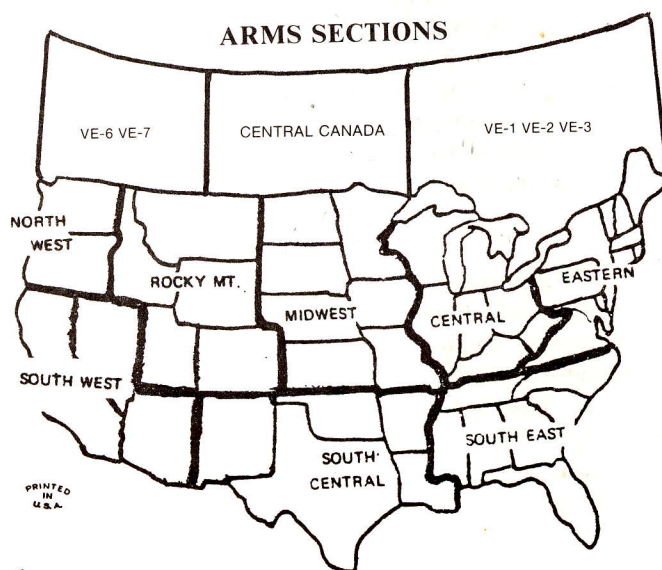 ARMS SECTIONS
VE-6 VE-7
CENTRAL CANADA
VE-1 VE-2 VE-3
NORTH
WEST
ROCKY MT.
MIDWEST
CENTRAL
EASTERN
SOUTH WEST
SOUTH EAST
SOUTH
CENTRAL
PRINTED
IN
U.S.A.